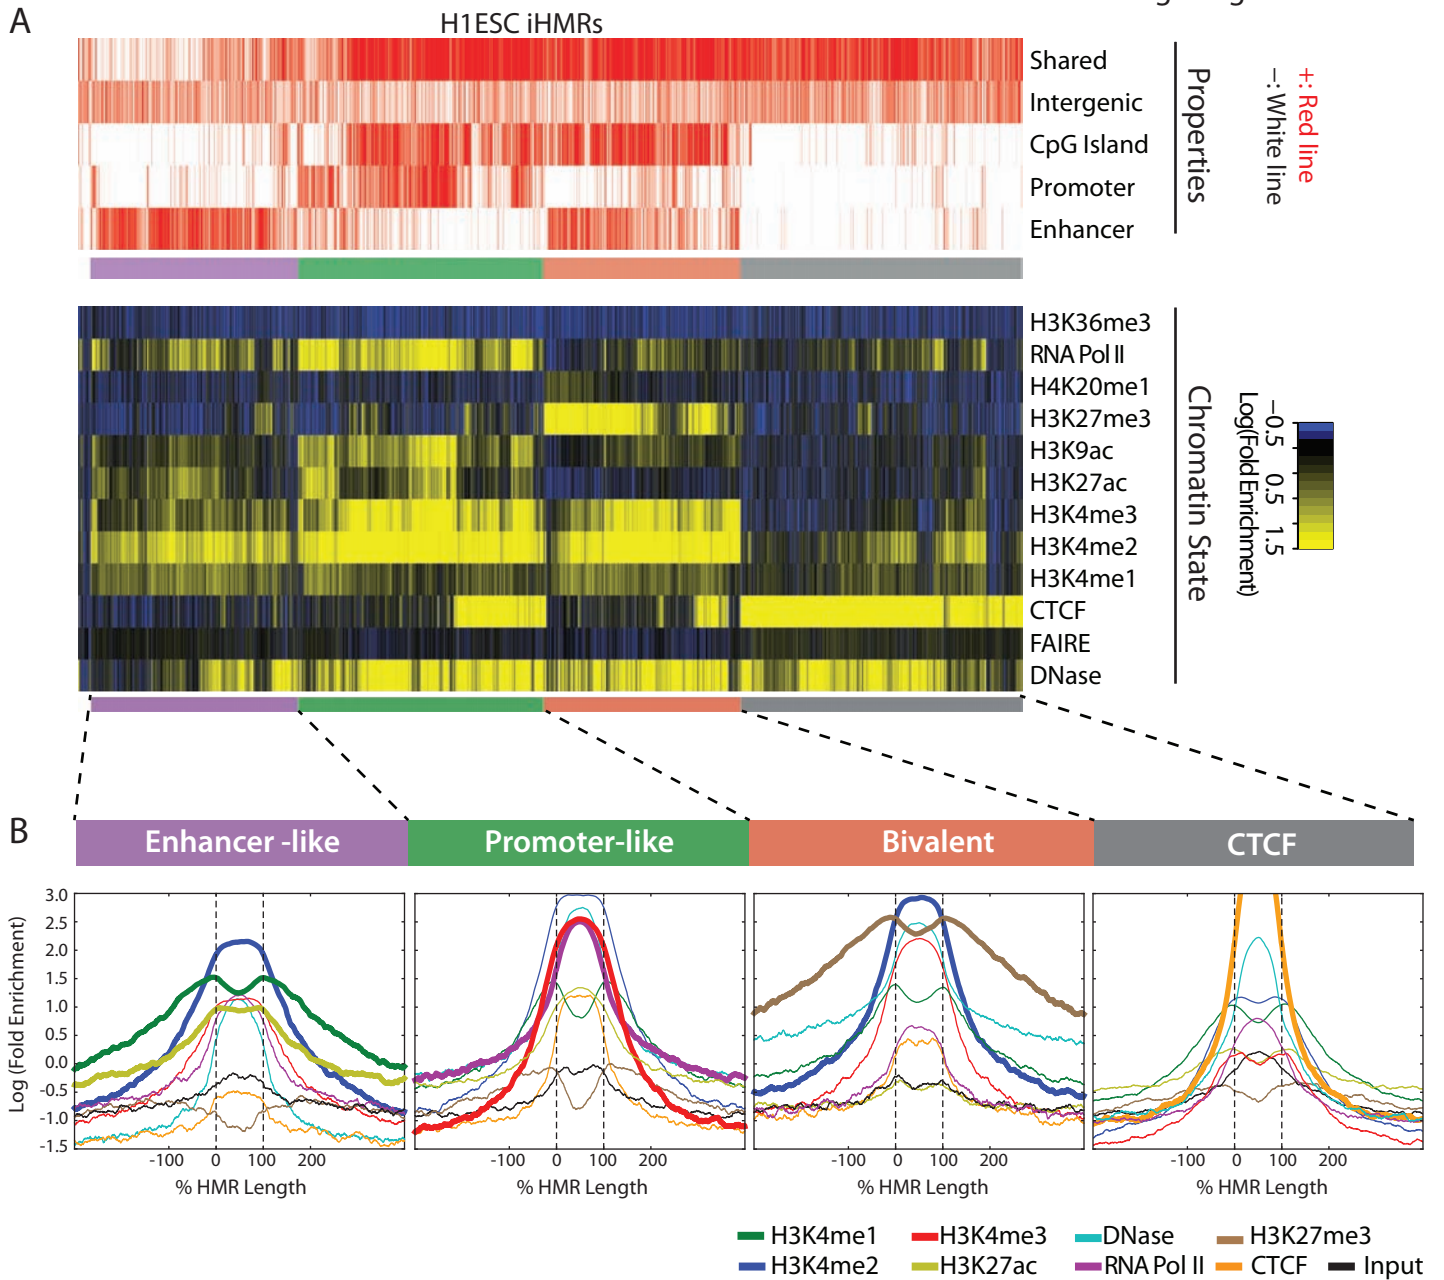 A
H1ESC iHMRs
Shared
Intergenic
CpG Island
Promoter
Enhancer
Properties
+: Red line
−: White line
H3K36me3
RNA Pol II
H4K20me1
H3K27me3
H3K9ac
H3K27ac
H3K4me3
H3K4me2
H3K4me1
CTCF
FAIRE
DNase
Chromatin State
Log(Fold Enrichment)
−0.5 0.5 1.5
B
Enhancer -like
Promoter-like
Bivalent
CTCF
Log (Fold Enrichment)
3.0
2.5
2.0
1.5
1.0
0.5
0.0
-0.5
-1.0
-1.5
-100 0 100 200
-100 0 100 200
-100 0 100 200
-100 0 100 200
% HMR Length
% HMR Length
% HMR Length
% HMR Length
H3K4me1 H3K4me3 DNase H3K27me3
H3K4me2 H3K27ac RNA Pol II CTCF Input